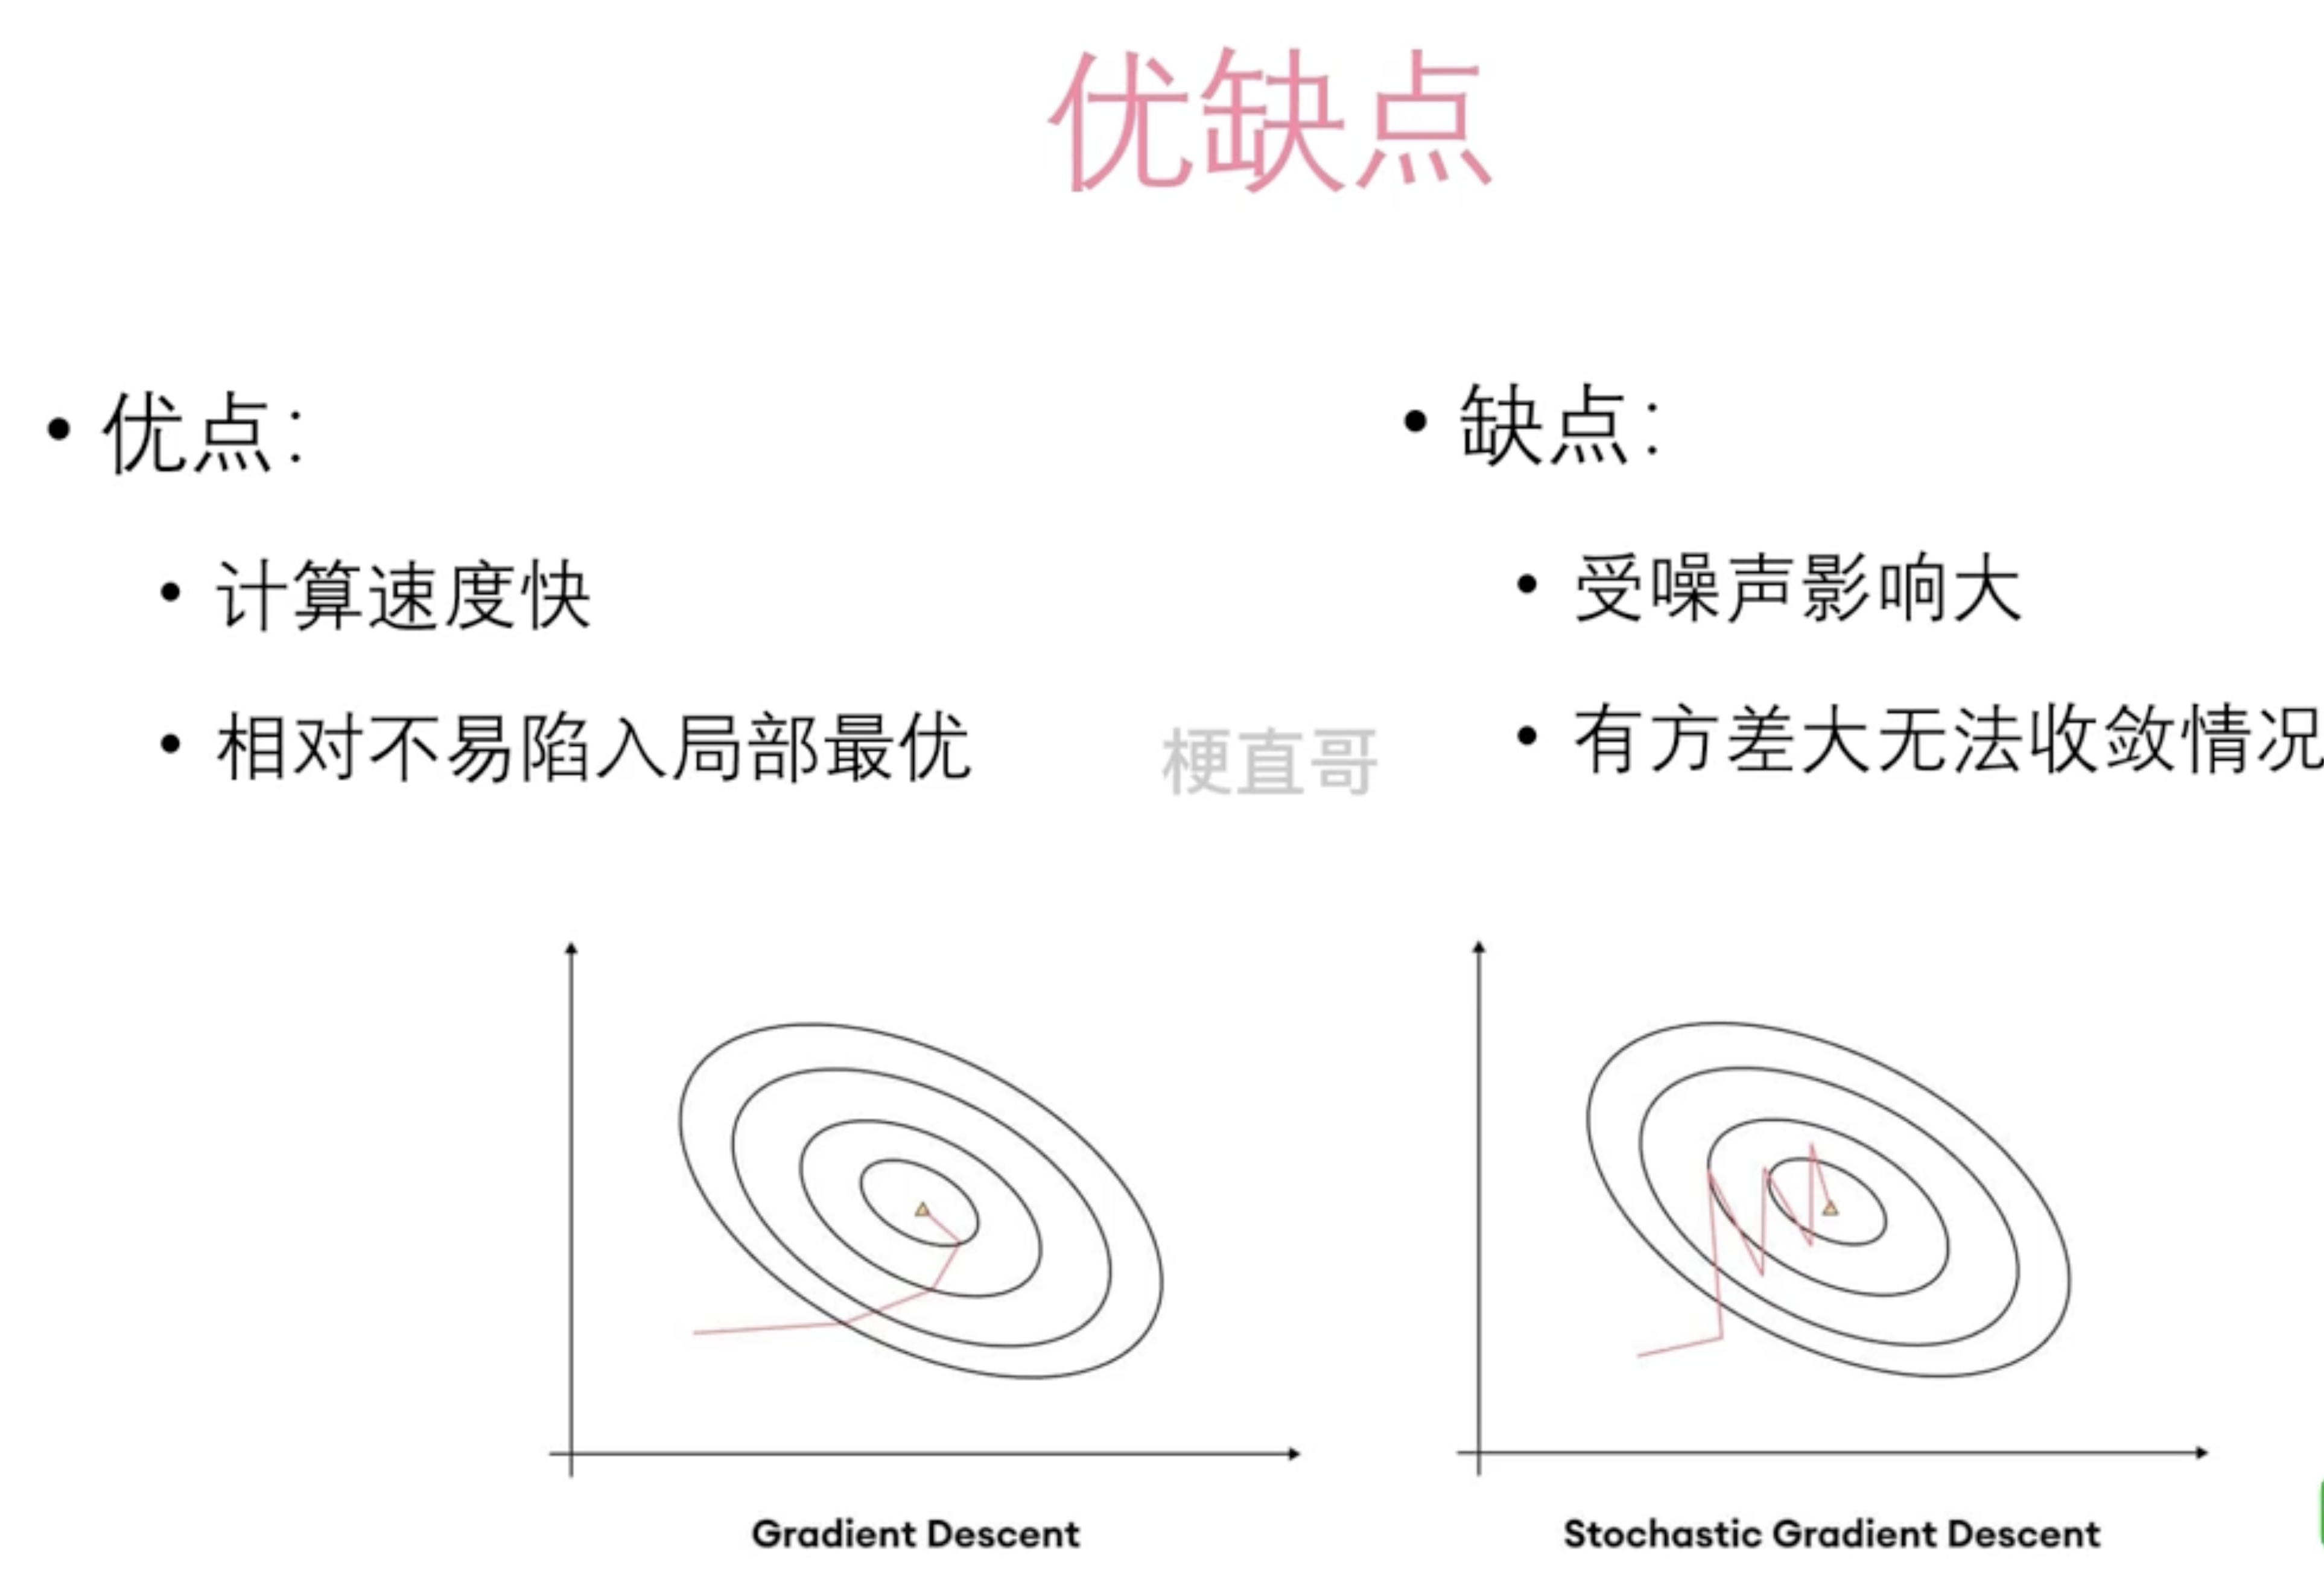 优缺点
• 优点：
• 计算速度快
• 相对不易陷入局部最优
• 缺点：
• 受噪声影响大
• 有方差大无法收敛情况
梗直哥
Gradient Descent
Stochastic Gradient Descent